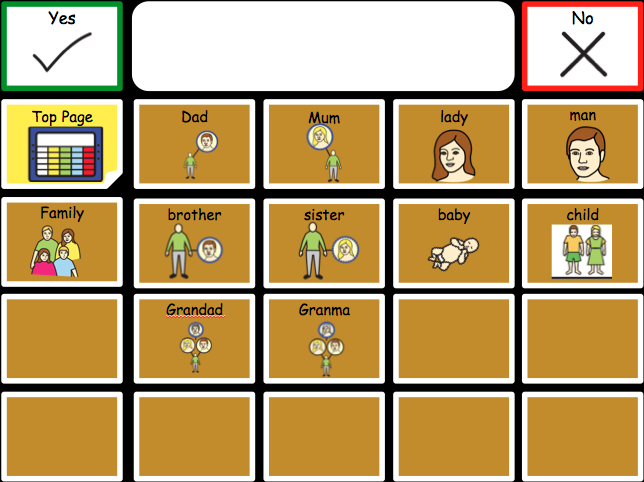 Yes
No
Top Page
Dad
Mum
lady
man
Family
brother
sister
baby
child
Grandad
Granma